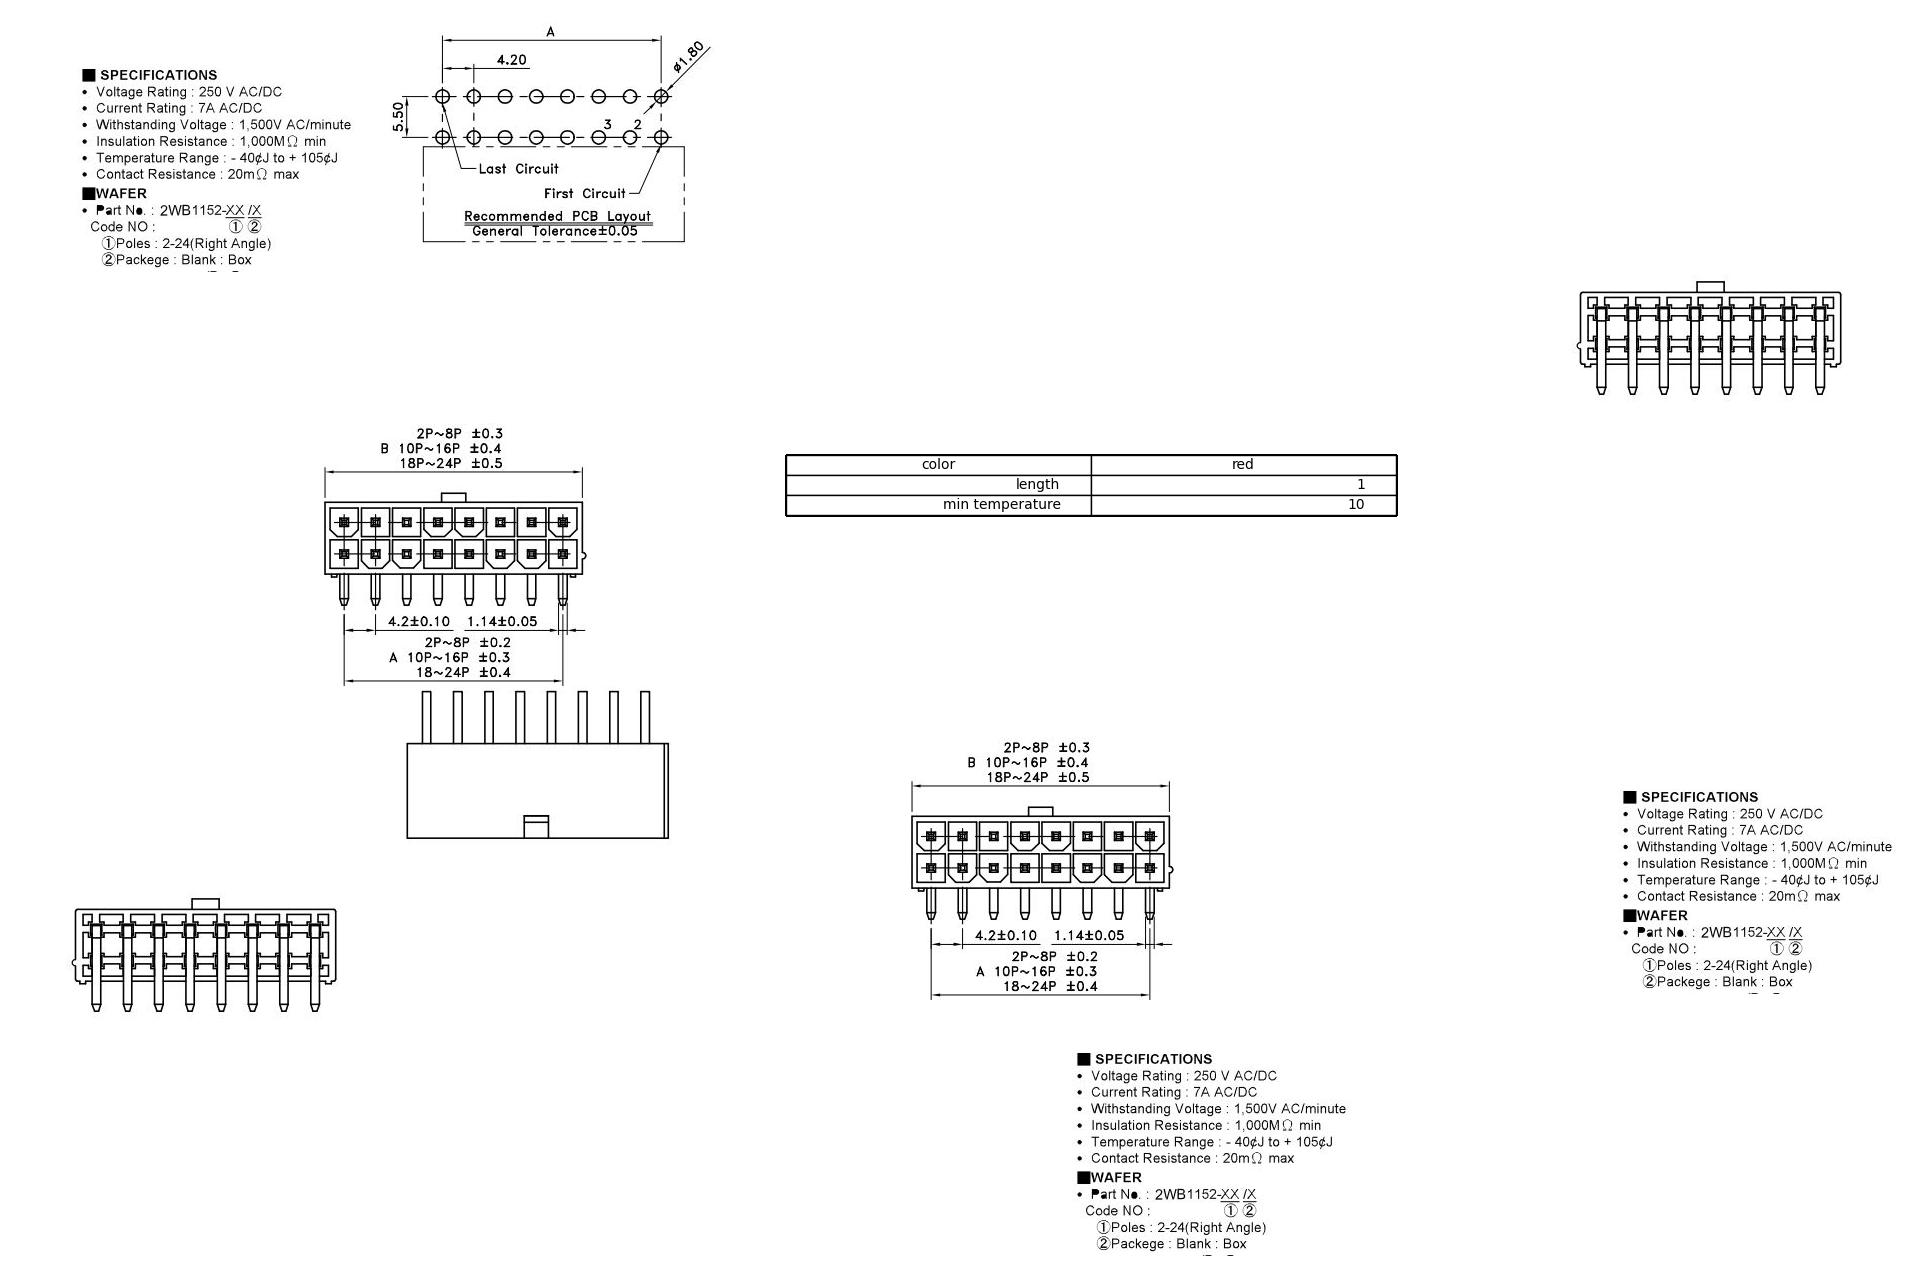 A
4.20
ø1.80
5.50
3 2
Last Circuit
First Circuit
Recommended PCB Layout
General Tolerance±0.05
■ SPECIFICATIONS
• Voltage Rating : 250 V AC/DC
• Current Rating : 7A AC/DC
• Withstanding Voltage : 1,500V AC/minute
• Insulation Resistance : 1,000MΩ min
• Temperature Range : - 40¢J to + 105¢J
• Contact Resistance : 20mΩ max
■WAFER
• Part No. : 2WB1152-XX /X
Code NO : ① ②
①Poles : 2-24(Right Angle)
②Packege : Blank : Box
2P~8P ±0.3
B 10P~16P ±0.4
18P~24P ±0.5
4.2±0.10 1.14±0.05
2P~8P ±0.2
A 10P~16P ±0.3
18~24P ±0.4
color red
length 1
min temperature 10
2P~8P ±0.3
B 10P~16P ±0.4
18P~24P ±0.5
4.2±0.10 1.14±0.05
2P~8P ±0.2
A 10P~16P ±0.3
18~24P ±0.4
■ SPECIFICATIONS
• Voltage Rating : 250 V AC/DC
• Current Rating : 7A AC/DC
• Withstanding Voltage : 1,500V AC/minute
• Insulation Resistance : 1,000MΩ min
• Temperature Range : - 40¢J to + 105¢J
• Contact Resistance : 20mΩ max
■WAFER
• Part No. : 2WB1152-XX /X
Code NO : ① ②
①Poles : 2-24(Right Angle)
②Packege : Blank : Box
■ SPECIFICATIONS
• Voltage Rating : 250 V AC/DC
• Current Rating : 7A AC/DC
• Withstanding Voltage : 1,500V AC/minute
• Insulation Resistance : 1,000MΩ min
• Temperature Range : - 40¢J to + 105¢J
• Contact Resistance : 20mΩ max
■WAFER
• Part No. : 2WB1152-XX /X
Code NO : ① ②
①Poles : 2-24(Right Angle)
②Packege : Blank : Box